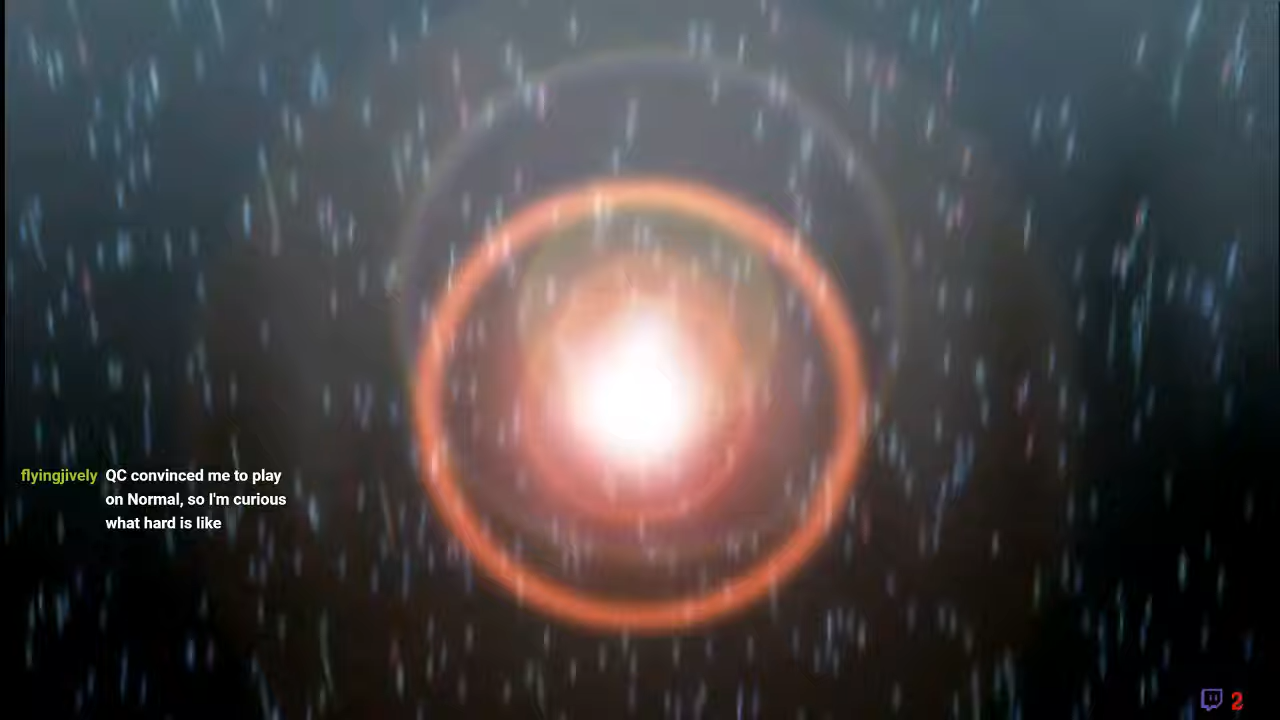 flyingjively QC convinced me to play
on Normal, so I'm curious
what hard is like
2